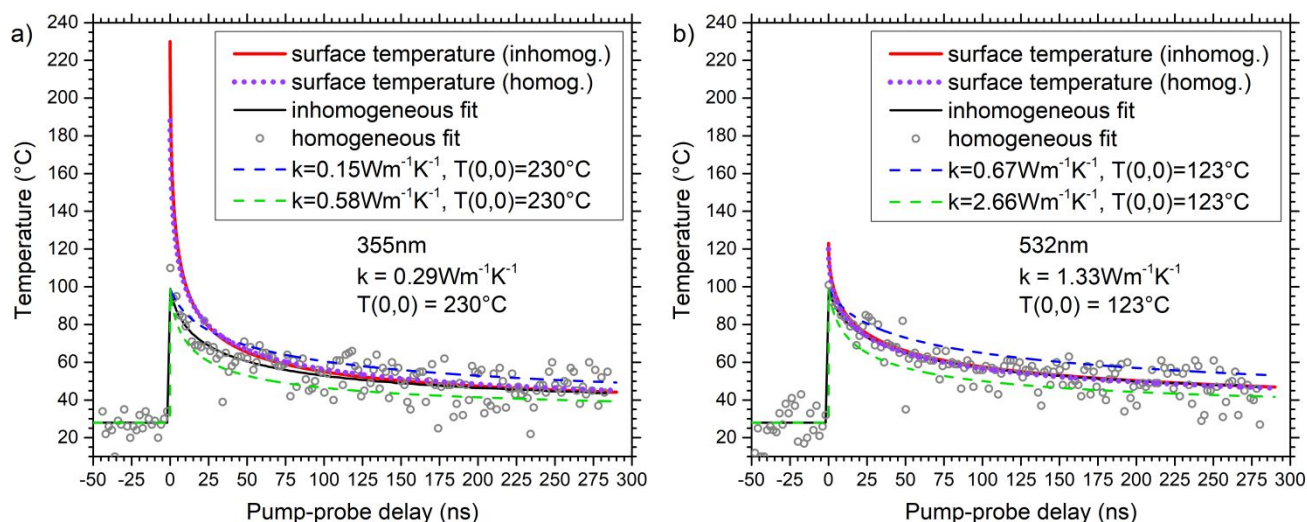 a)
240
220
200
180
160
140
120
100
80
60
40
20
Temperature (°C)
surface temperature (inhomog.)
surface temperature (homog.)
inhomogeneous fit
homogeneous fit
k=0.15Wm⁻¹K⁻¹, T(0,0)=230°C
k=0.58Wm⁻¹K⁻¹, T(0,0)=230°C
355nm
k = 0.29Wm⁻¹K⁻¹
T(0,0) = 230°C
-50 -25 0 25 50 75 100 125 150 175 200 225 250 275 300
Pump-probe delay (ns)
b)
240
220
200
180
160
140
120
100
80
60
40
20
Temperature (°C)
surface temperature (inhomog.)
surface temperature (homog.)
inhomogeneous fit
homogeneous fit
k=0.67Wm⁻¹K⁻¹, T(0,0)=123°C
k=2.66Wm⁻¹K⁻¹, T(0,0)=123°C
532nm
k = 1.33Wm⁻¹K⁻¹
T(0,0) = 123°C
-50 -25 0 25 50 75 100 125 150 175 200 225 250 275 300
Pump-probe delay (ns)